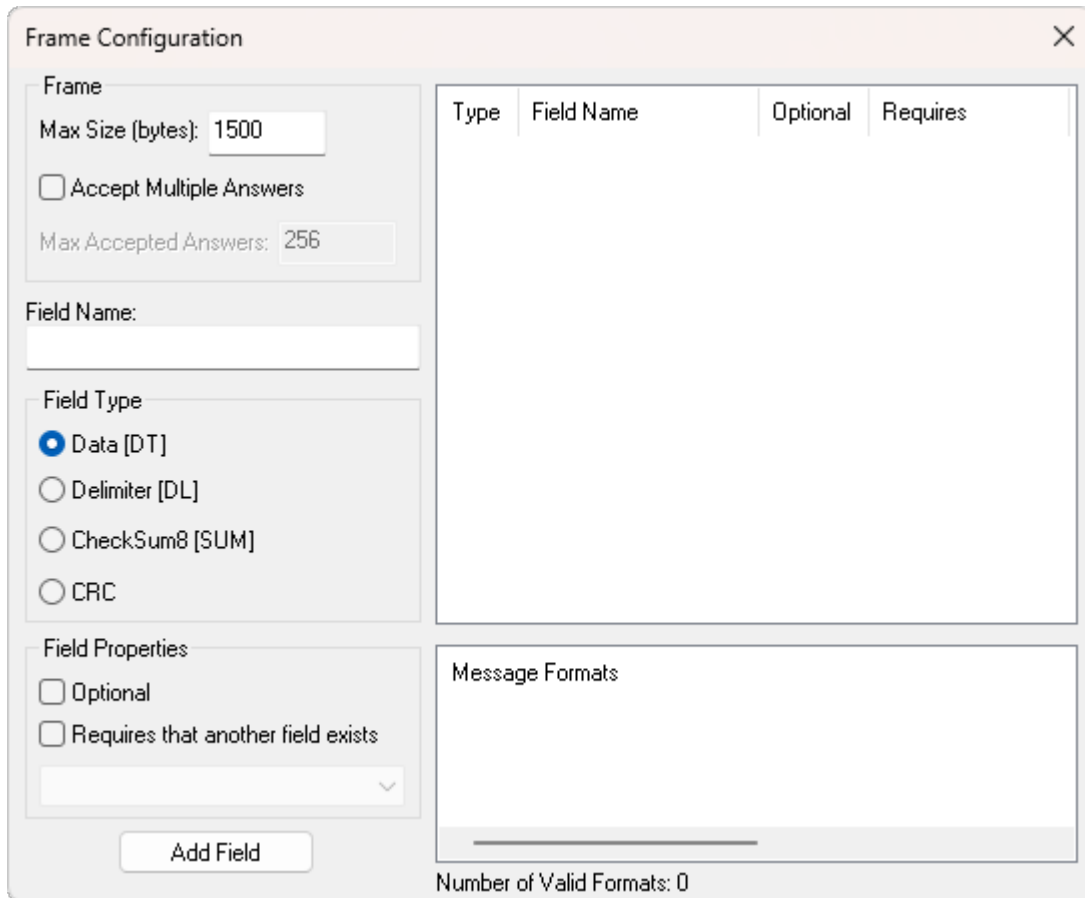 Frame Configuration
Frame
Max Size (bytes): 1500
Accept Multiple Answers
Max Accepted Answers: 256
Field Name:
Field Type
Data [DT]
Delimiter [DL]
CheckSum8 [SUM]
CRC
Field Properties
Optional
Requires that another field exists
Add Field
Type Field Name Optional Requires
Message Formats
Number of Valid Formats: 0